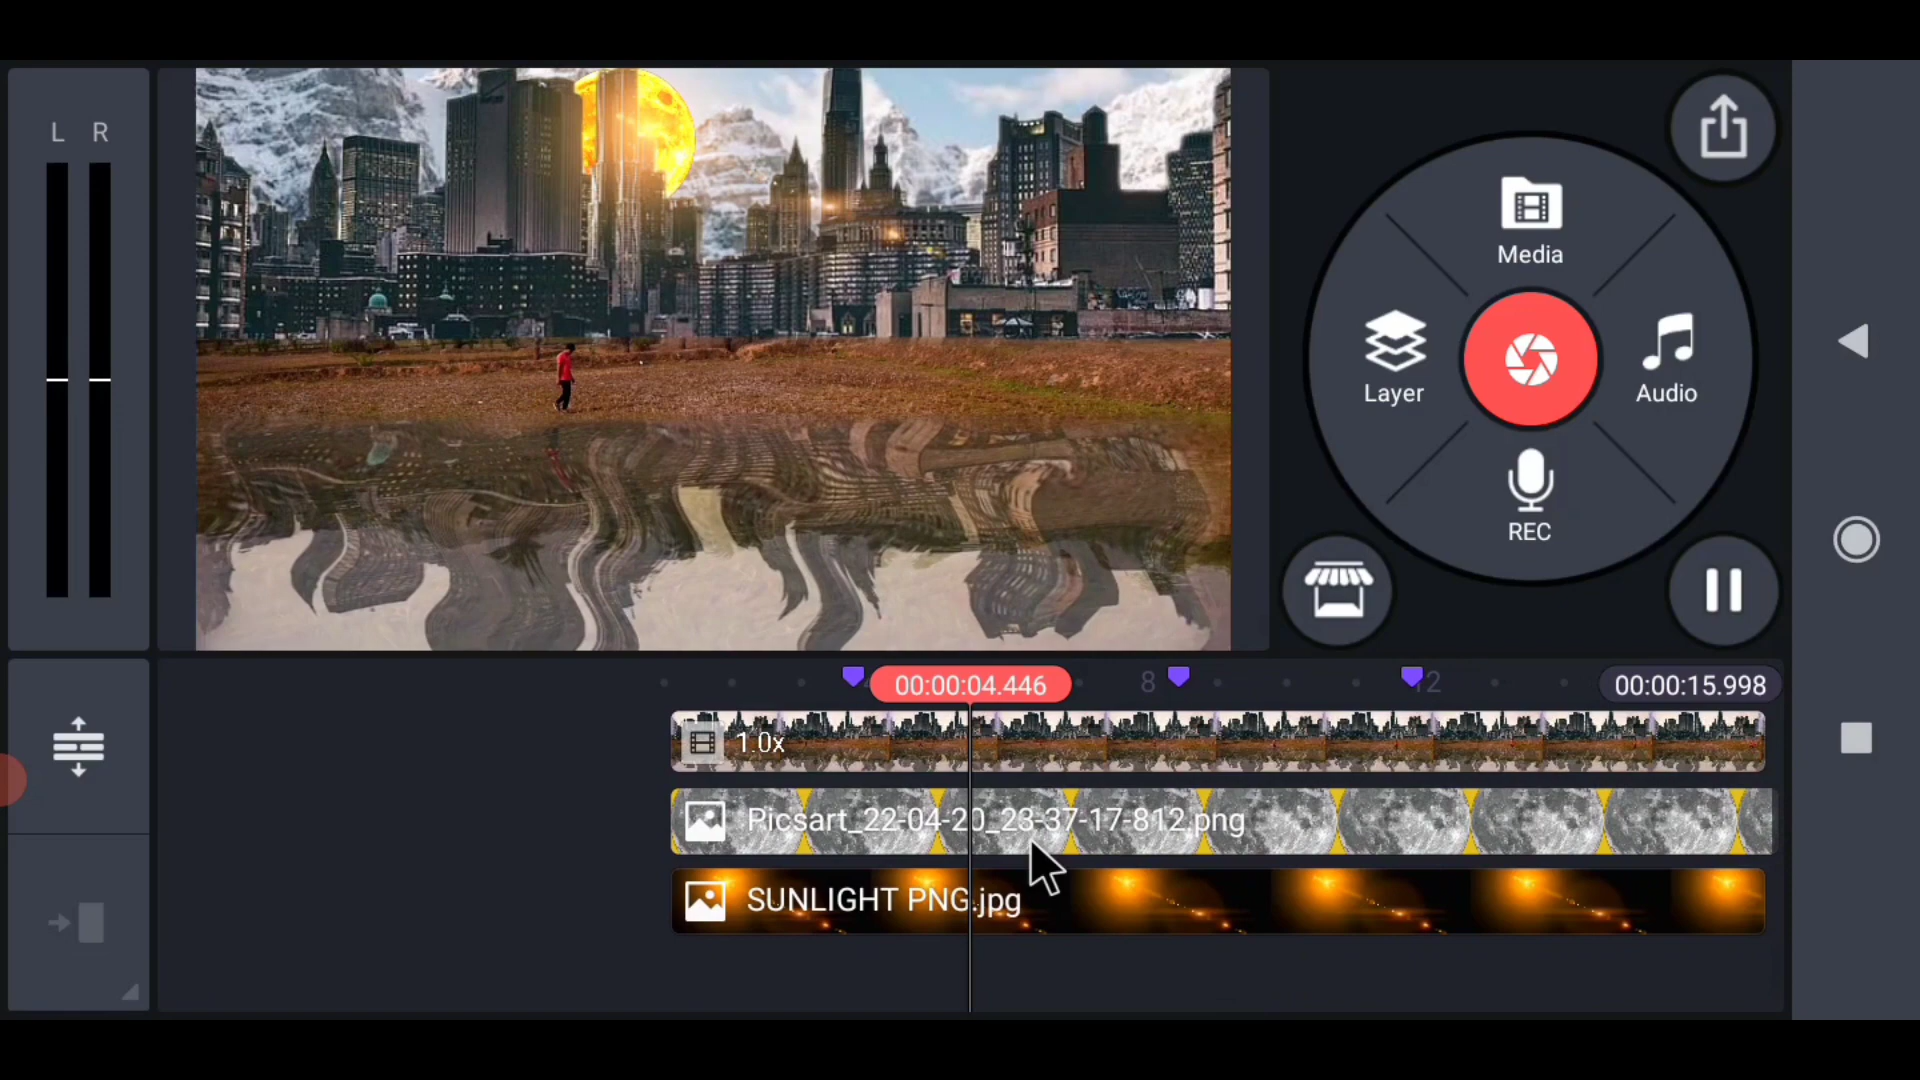 L R
Media
Layer
Audio
REC
00:00:04.446
8
12
00:00:15.998
1.0x
Picsart_22-04-20_23-37-17-812.png
SUNLIGHT PNG.jpg